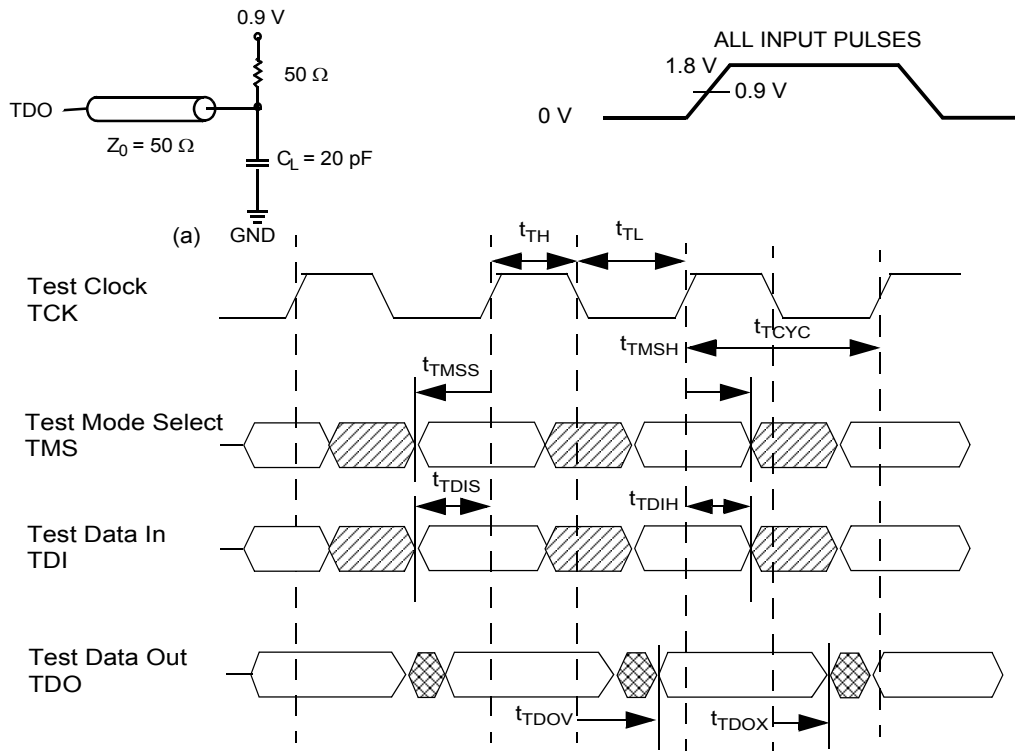 0.9 V
50 Ω
TDO
Z0 = 50 Ω
CL = 20 pF
GND
(a)
ALL INPUT PULSES
1.8 V
0.9 V
0 V
tTH
tTL
Test Clock
TCK
tTMSH
tTCYC
tTMSS
Test Mode Select
TMS
tTDIS
tTDIH
Test Data In
TDI
Test Data Out
TDO
tTDOV
tTDOX